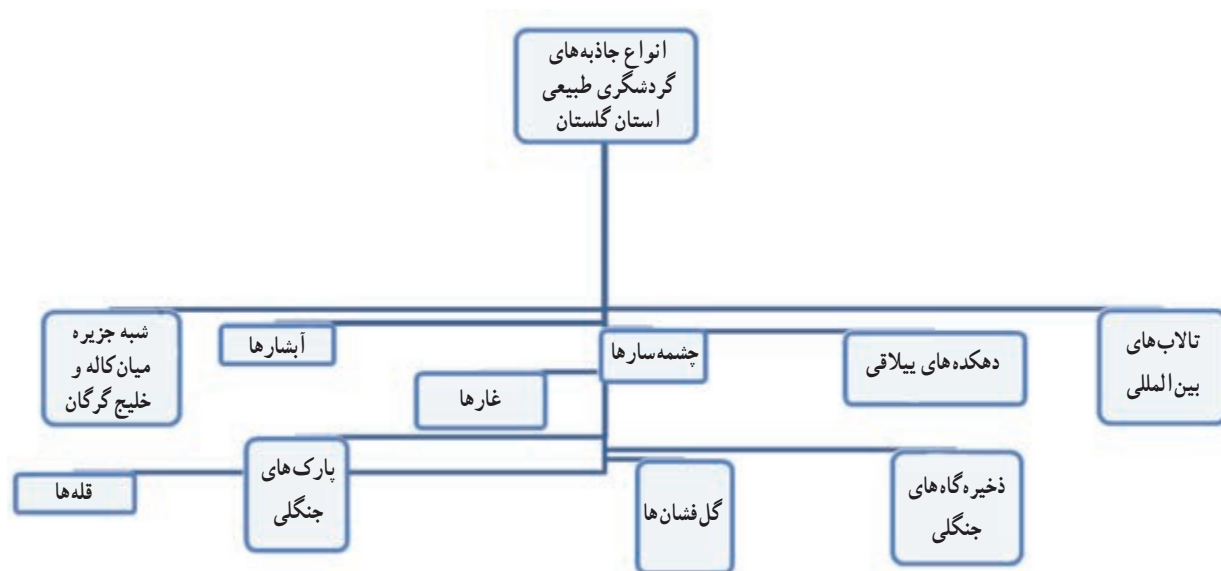 انواع جاذبه‌های
گردشگری طبیعی
استان گلستان
تالاب‌های
بین‌المللی
دهکده‌های ییلاقی
چشمه‌سارها
آبشارها
شبه جزیره
میان‌کاله و
خلیج گرگان
غارها
ذخیره‌گاه‌های
جنگلی
گل‌فشان‌ها
پارک‌های
جنگلی
قله‌ها